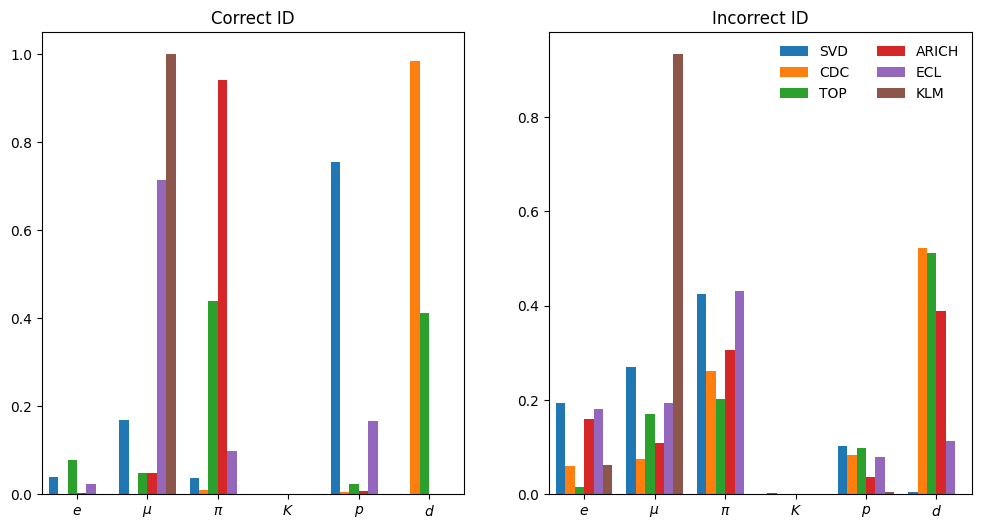 Correct ID
1.0
0.8
0.6
0.4
0.2
0.0
e μ π K p d
Incorrect ID
0.8
0.6
0.4
0.2
0.0
SVD
CDC
TOP
ARICH
ECL
KLM
e μ π K p d